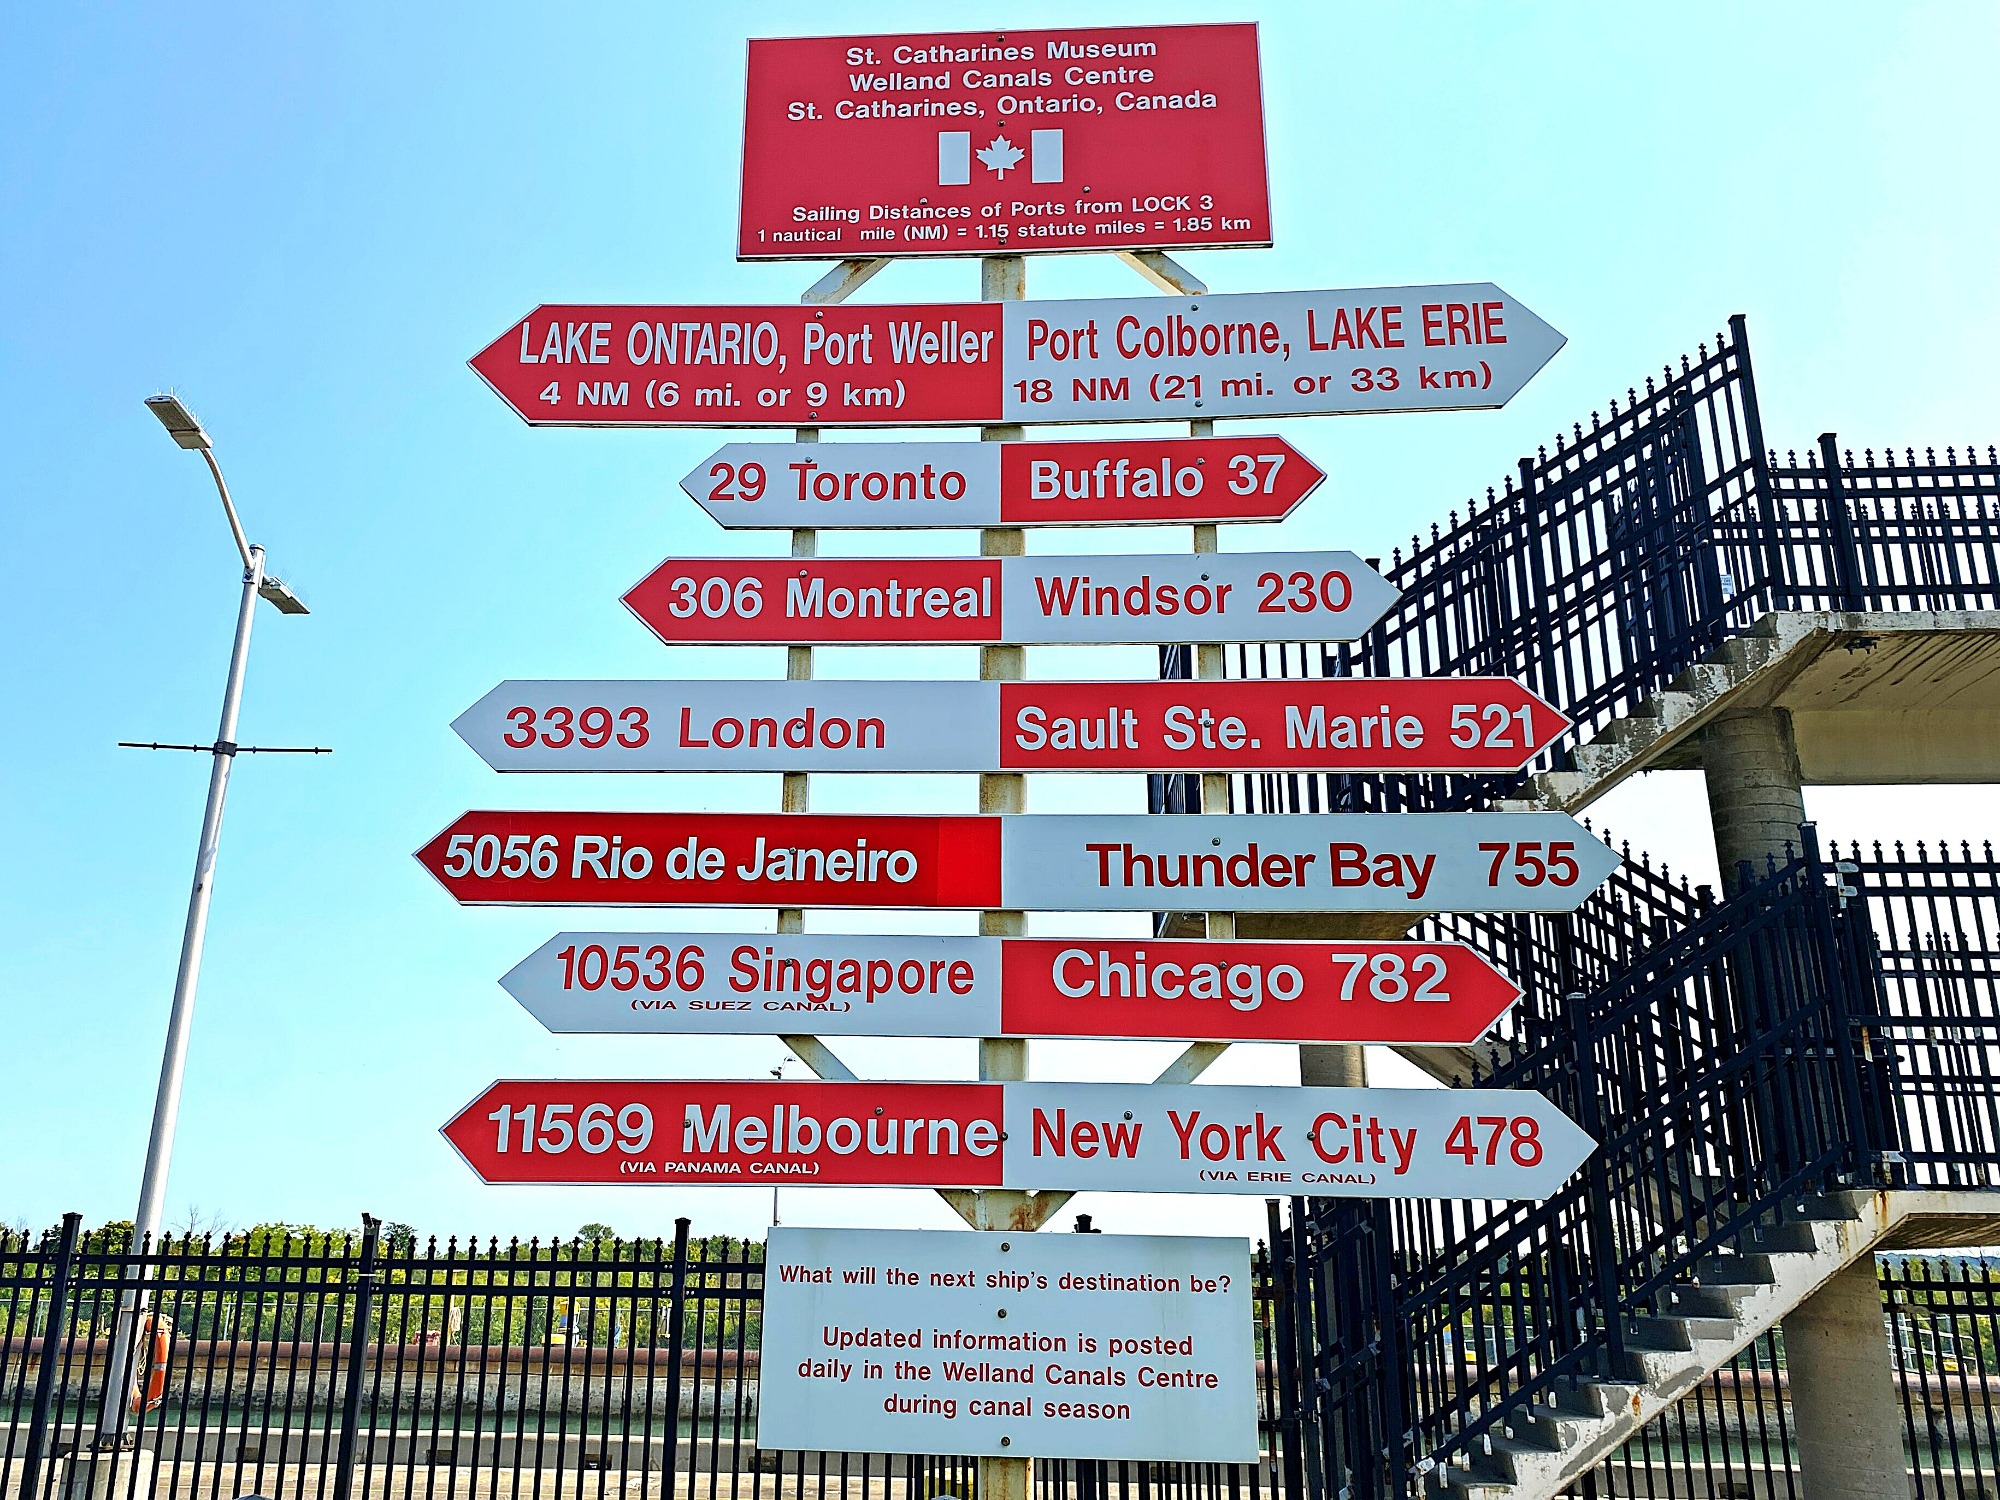 St. Catharines Museum
Welland Canals Centre
St. Catharines, Ontario, Canada
Sailing Distances of Ports from LOCK 3
1 nautical mile (NM) = 1.15 statute miles = 1.85 km
LAKE ONTARIO, Port Weller
4 NM (6 mi. or 9 km)
Port Colborne, LAKE ERIE
18 NM (21 mi. or 33 km)
29 Toronto
Buffalo 37
306 Montreal
Windsor 230
3393 London
Sault Ste. Marie 521
5056 Rio de Janeiro
Thunder Bay 755
10536 Singapore
(VIA SUEZ CANAL)
Chicago 782
11569 Melbourne
(VIA PANAMA CANAL)
New York City 478
(VIA ERIE CANAL)
What will the next ship's destination be?
Updated information is posted
daily in the Welland Canals Centre
during canal season